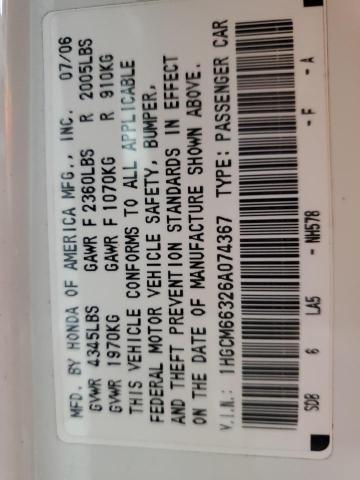 MFD. BY HONDA OF AMERICA MFG., INC. 07/06
GVWR 4345LBS GAWR F 2360LBS R 2005LBS
GVWR 1970KG GAWR F 1070KG R 910KG
THIS VEHICLE CONFORMS TO ALL APPLICABLE
FEDERAL MOTOR VEHICLE SAFETY, BUMPER,
AND THEFT PREVENTION STANDARDS IN EFFECT
ON THE DATE OF MANUFACTURE SHOWN ABOVE.
V.I.N.: 1HGCM66326A074367 TYPE: PASSENGER CAR
SDB 6 LA5 - NH578 - F - A